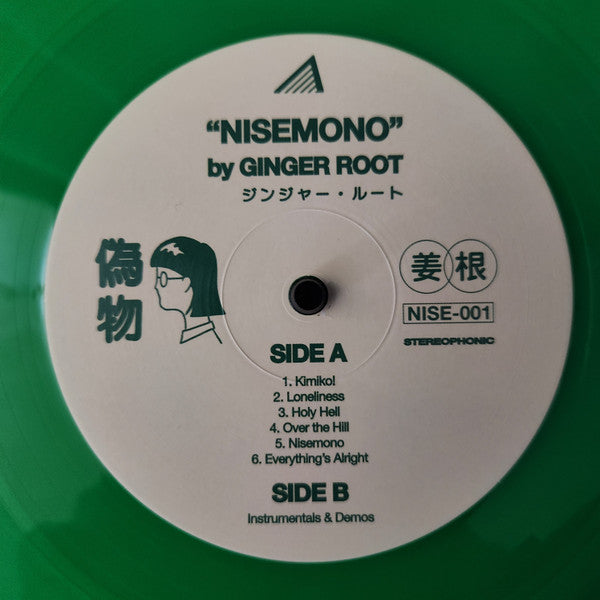 “NISEMONO”
by GINGER ROOT
ジンジャー・ルート
偽物
姜根
NISE-001
STEREOPHONIC
SIDE A
1. Kimiko!
2. Loneliness
3. Holy Hell
4. Over the Hill
5. Nisemono
6. Everything's Alright
SIDE B
Instrumentals & Demos